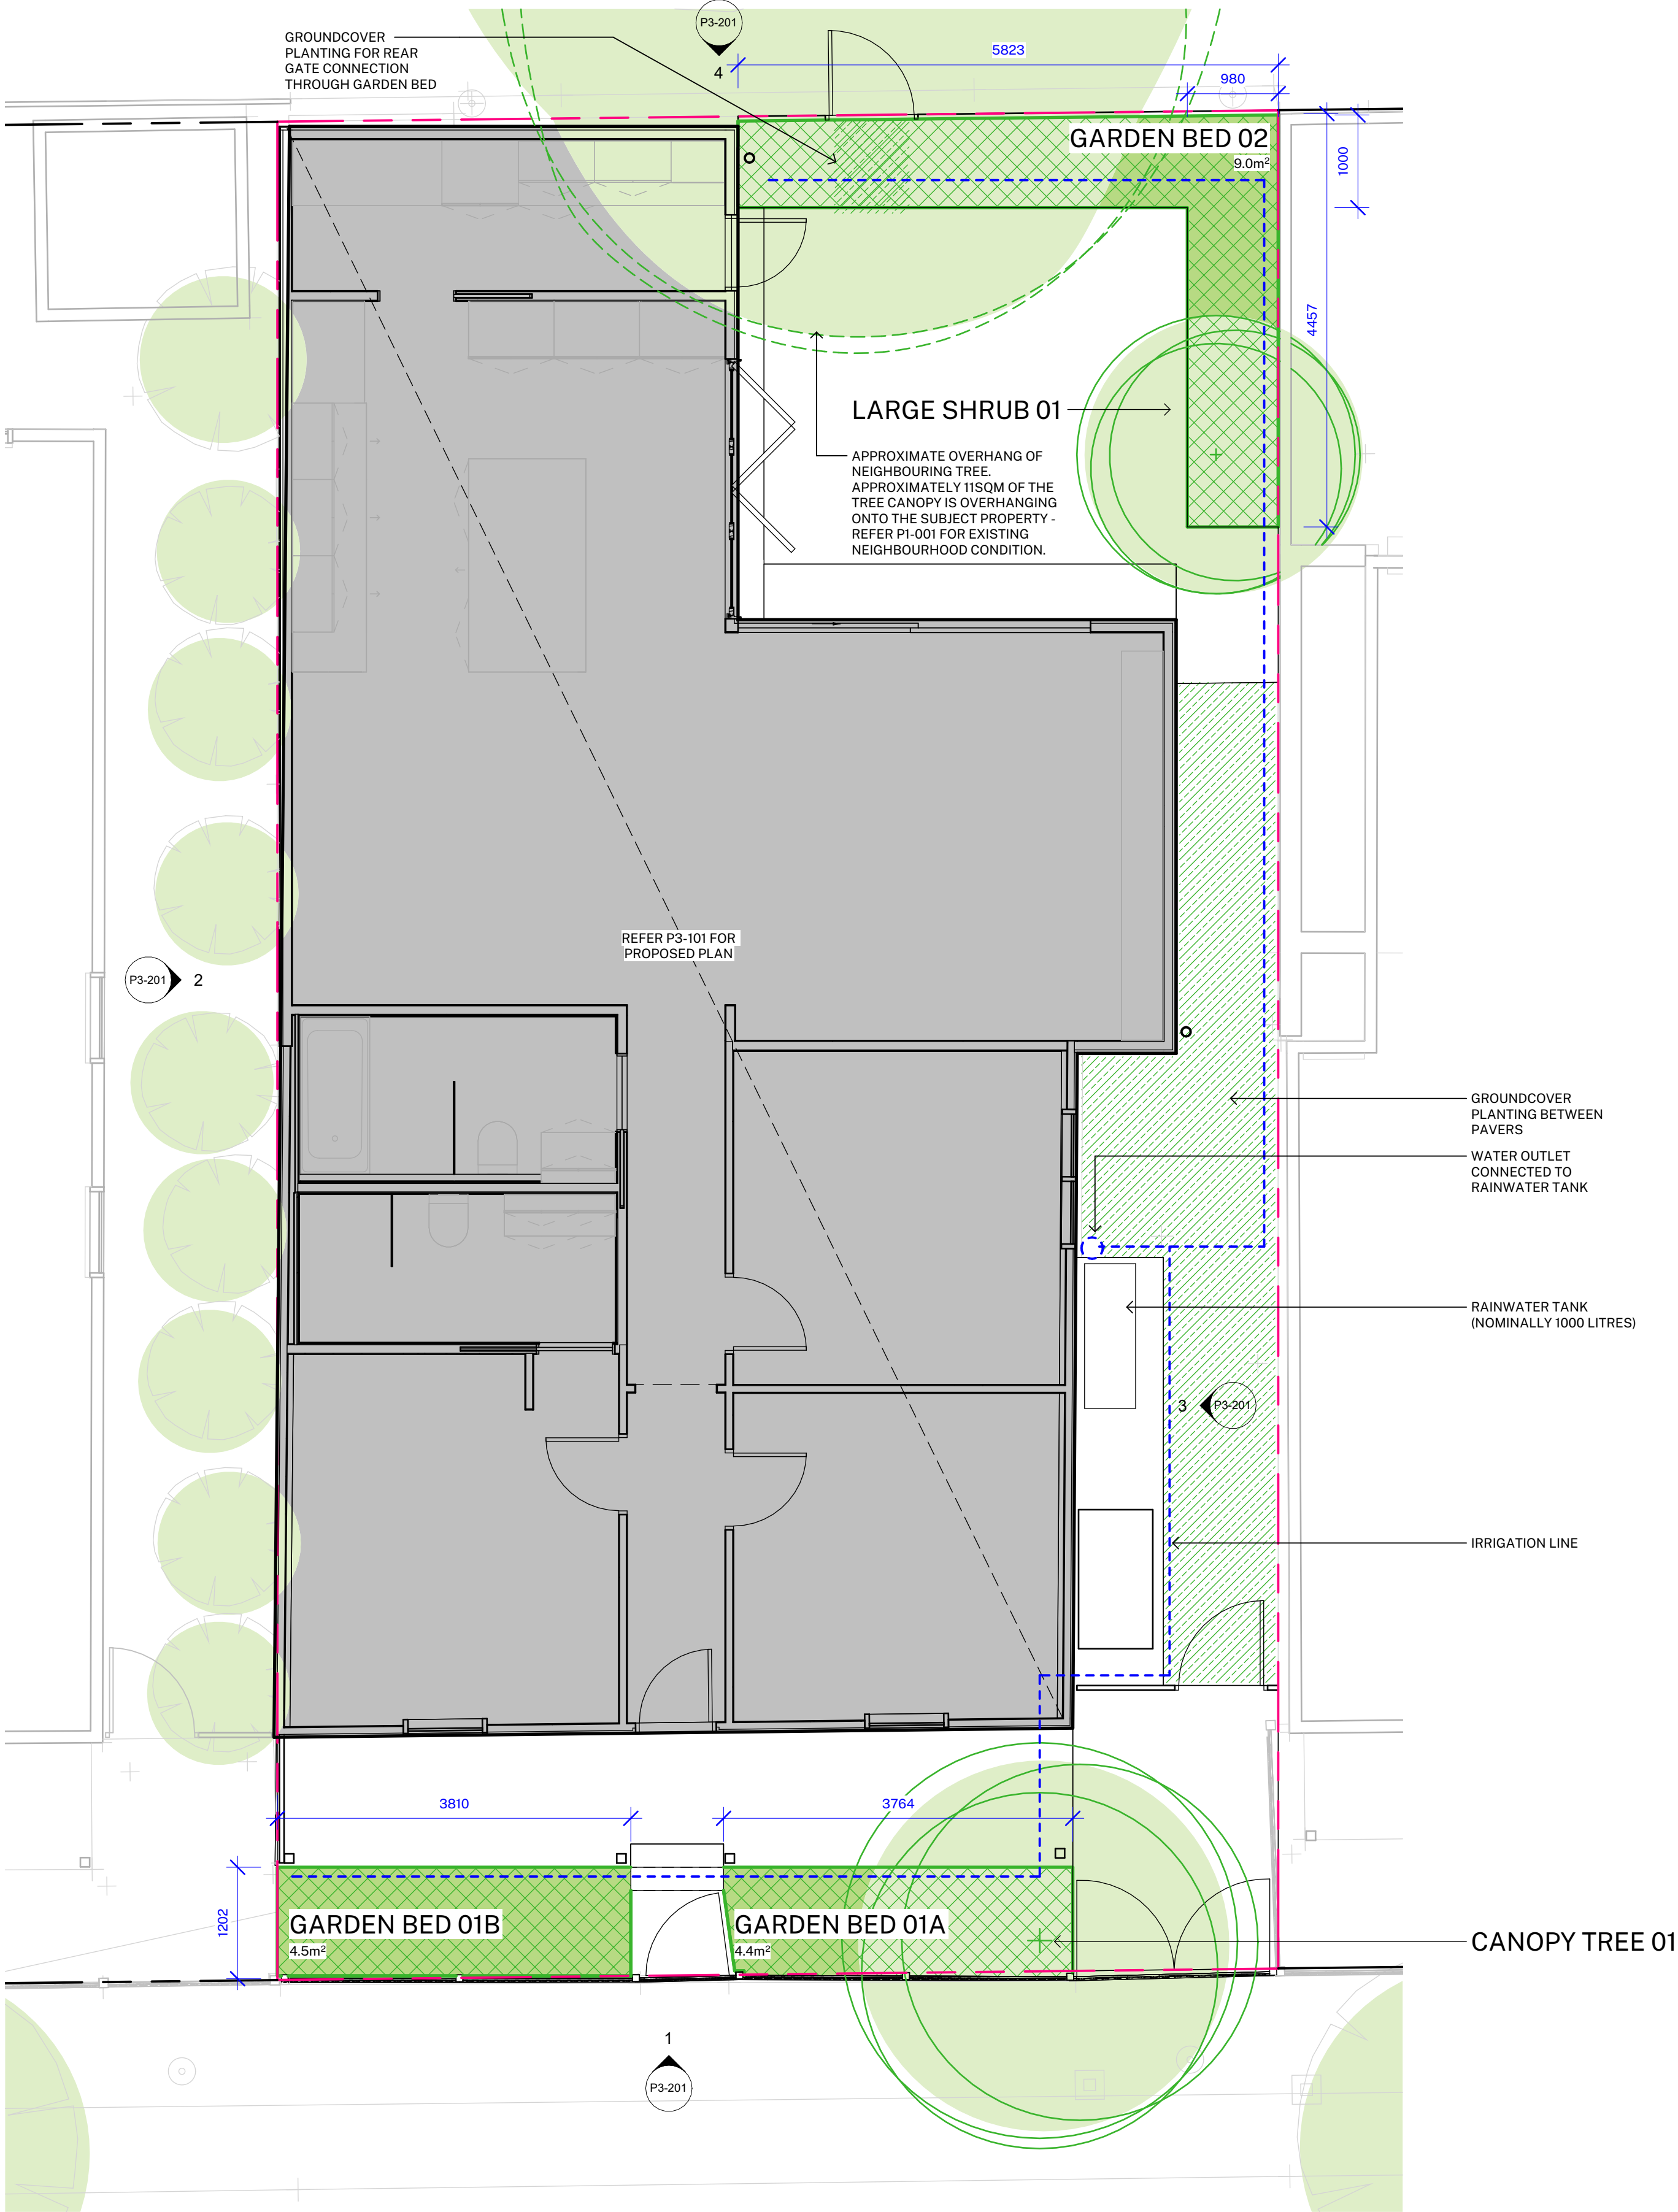 P3-201
4
GROUNDCOVER
PLANTING FOR REAR
GATE CONNECTION
THROUGH GARDEN BED
5823
980
GARDEN BED 02
9.0m²
1000
4457
LARGE SHRUB 01
APPROXIMATE OVERHANG OF
NEIGHBOURING TREE.
APPROXIMATELY 11SQM OF THE
TREE CANOPY IS OVERHANGING
ONTO THE SUBJECT PROPERTY -
REFER P1-001 FOR EXISTING
NEIGHBOURHOOD CONDITION.
REFER P3-101 FOR
PROPOSED PLAN
P3-201
2
GROUNDCOVER
PLANTING BETWEEN
PAVERS
WATER OUTLET
CONNECTED TO
RAINWATER TANK
RAINWATER TANK
(NOMINALLY 1000 LITRES)
3
P3-201
IRRIGATION LINE
3810
3764
1202
GARDEN BED 01B
4.5m²
GARDEN BED 01A
4.4m²
CANOPY TREE 01
1
P3-201